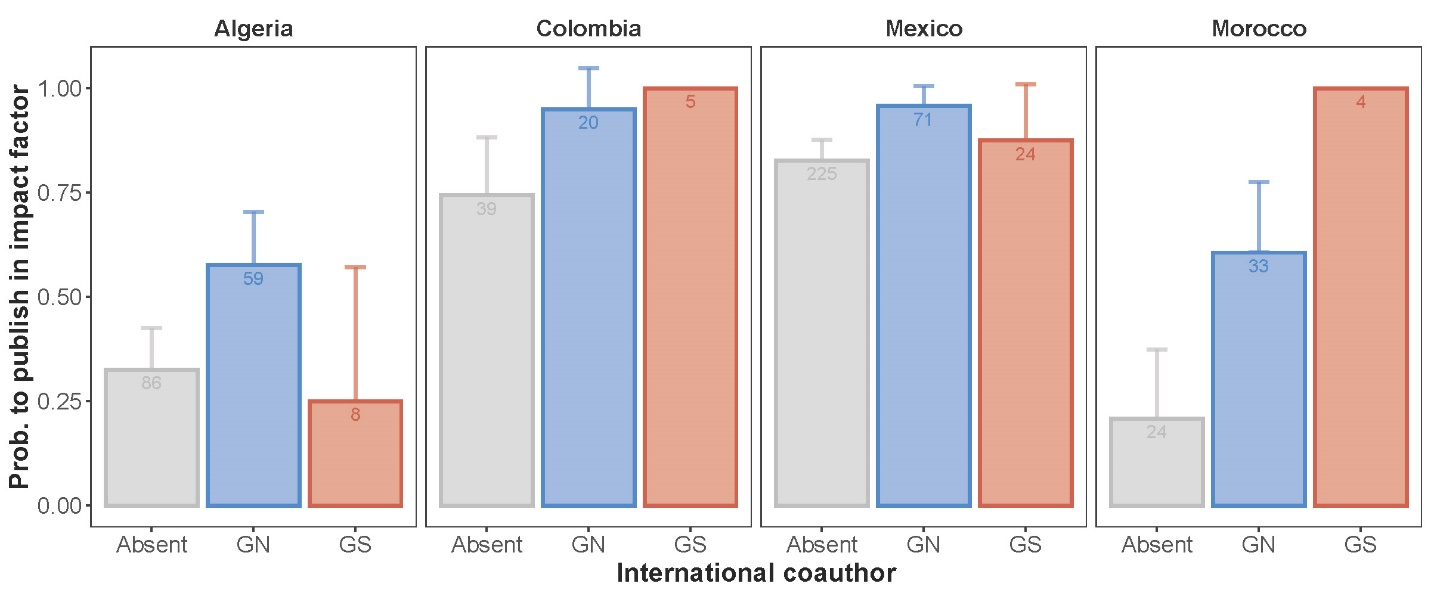 Algeria Colombia Mexico Morocco
Prob. to publish in impact factor
1.00
0.75
0.50
0.25
0.00
86 59 8
39 20 5
225 71 24
24 33 4
Absent GN GS Absent GN GS Absent GN GS Absent GN GS
International coauthor